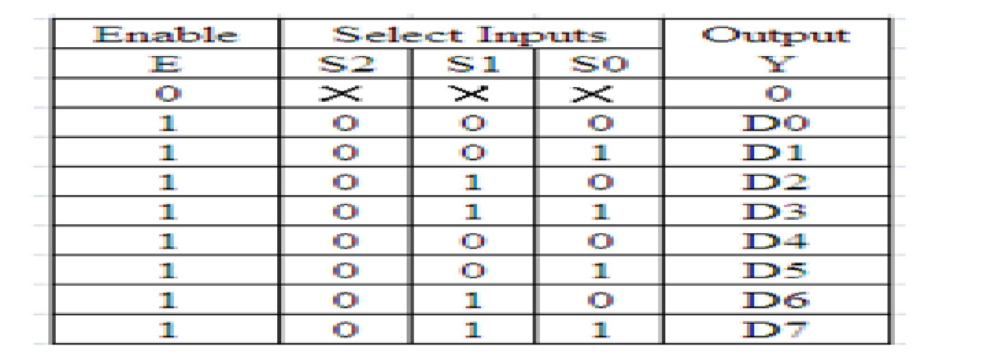 Enable Select Inputs Output
E S2 S1 S0 Y
0 X X X 0
1 0 0 0 D0
1 0 0 1 D1
1 0 1 0 D2
1 0 1 1 D3
1 0 0 0 D4
1 0 0 1 D5
1 0 1 0 D6
1 0 1 1 D7